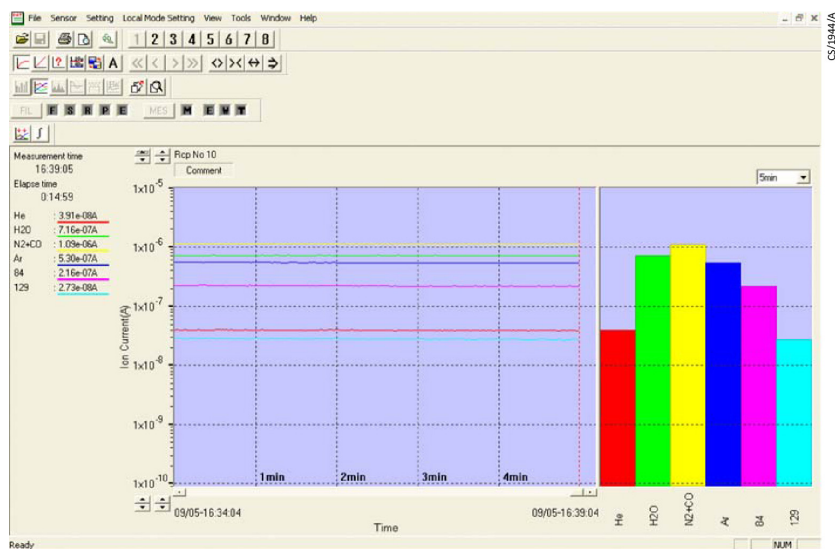 File Sensor Setting Local Mode Setting View Tools Window Help
1 2 3 4 5 6 7 8
A
FIL F S R P E MES M E W T
Measurement time
16:39:05
Elapse time
0:14:59
He : 3.91e-08A
H2O : 7.16e-07A
N2+CO : 1.09e-06A
Ar : 5.30e-07A
84 : 2.16e-07A
129 : 2.73e-08A
Rcp No 10
Comment
5min
Ion Current(A)
1x10^-5
1x10^-6
1x10^-7
1x10^-8
1x10^-9
1x10^-10
1min 2min 3min 4min
09/05-16:34:04 09/05-16:39:04
Time
He H2O N2+CO Ar 84 129
Ready NUM
CS/1944/A